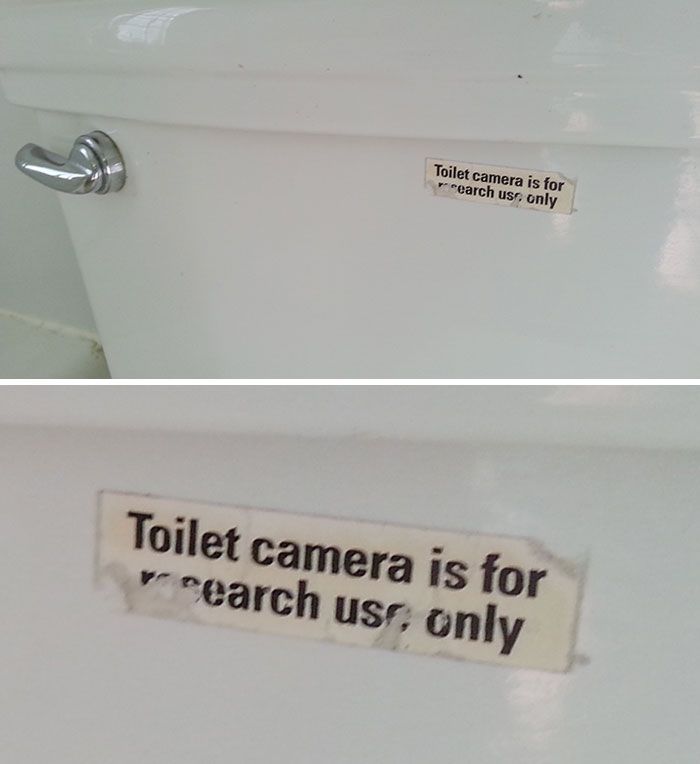 Toilet camera is for
research use only
Toilet camera is for
research use only